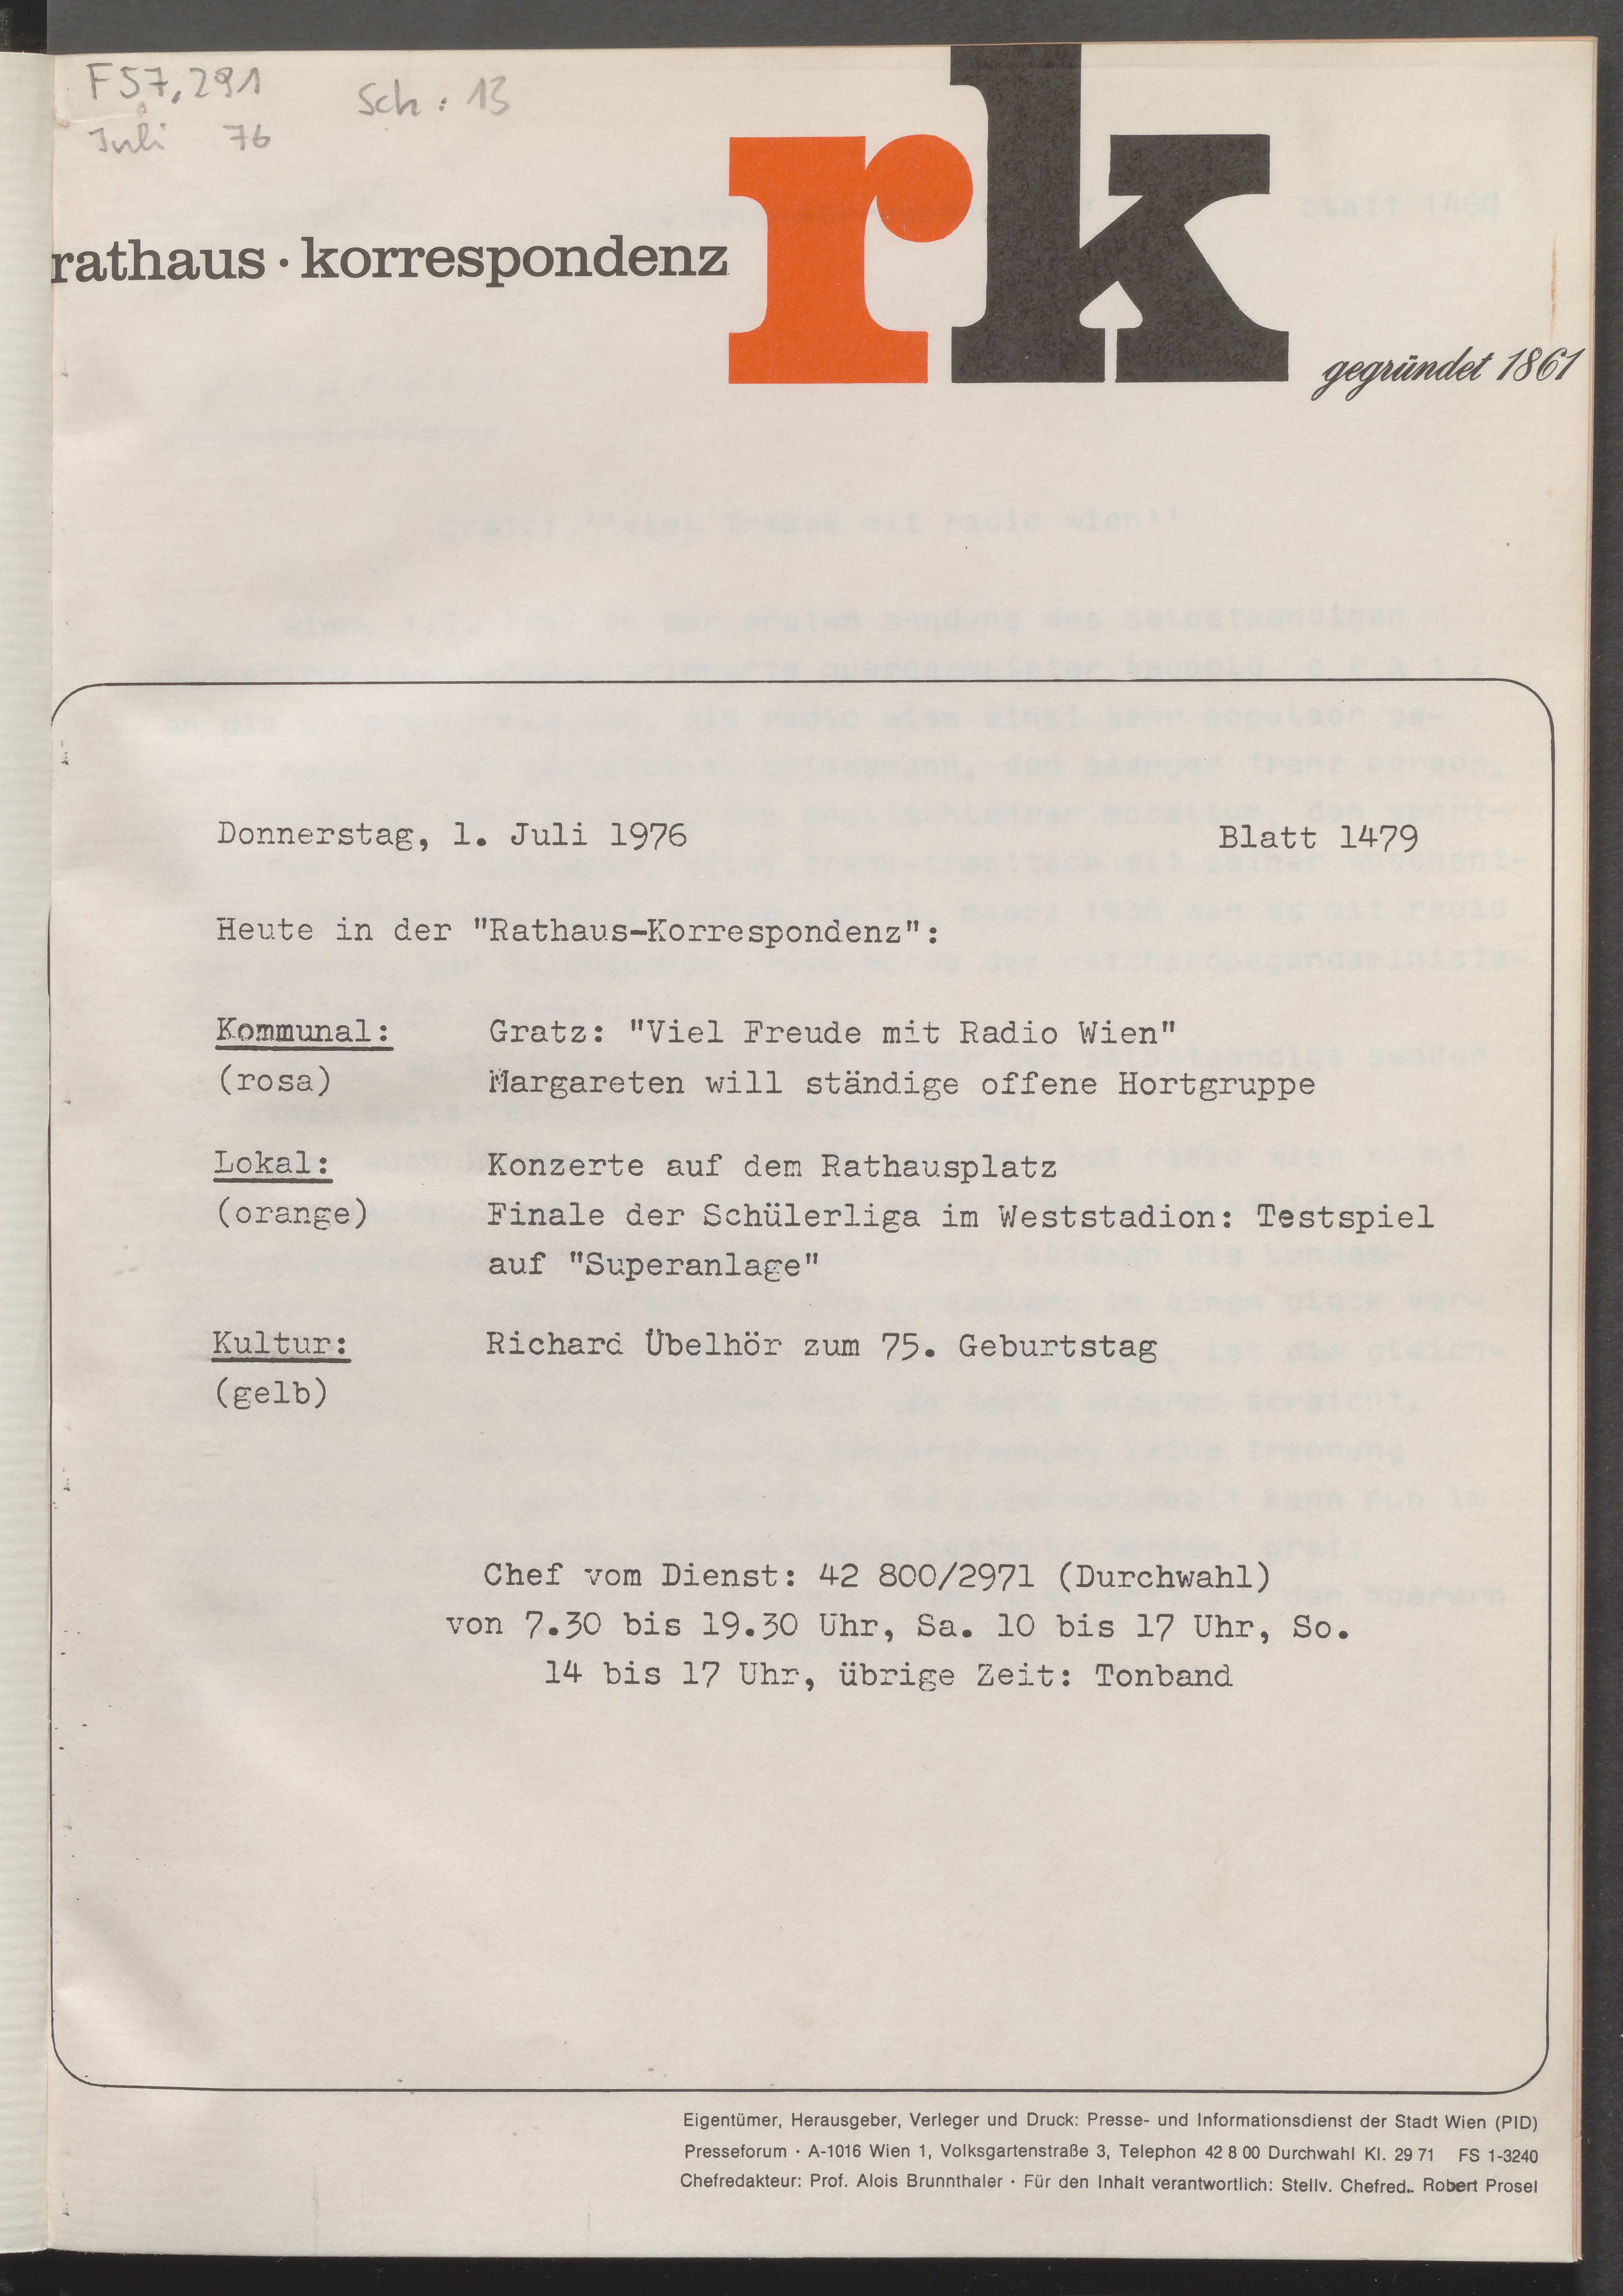 F57,291
Sch: 13
Juli 76
rathaus · korrespondenz
rk
gegründet 1861
Donnerstag, 1. Juli 1976 Blatt 1479
Heute in der "Rathaus-Korrespondenz":
Kommunal: Gratz: "Viel Freude mit Radio Wien"
(rosa) Margareten will ständige offene Hortgruppe
Lokal: Konzerte auf dem Rathausplatz
(orange) Finale der Schülerliga im Weststadion: Testspiel
auf "Superanlage"
Kultur: Richard Übelhör zum 75. Geburtstag
(gelb)
Chef vom Dienst: 42 800/2971 (Durchwahl)
von 7.30 bis 19.30 Uhr, Sa. 10 bis 17 Uhr, So.
14 bis 17 Uhr, übrige Zeit: Tonband
Eigentümer, Herausgeber, Verleger und Druck: Presse- und Informationsdienst der Stadt Wien (PID)
Presseforum · A-1016 Wien 1, Volksgartenstraße 3, Telephon 42 8 00 Durchwahl Kl. 29 71 FS 1-3240
Chefredakteur: Prof. Alois Brunnthaler · Für den Inhalt verantwortlich: Stellv. Chefred.. Robert Prosel